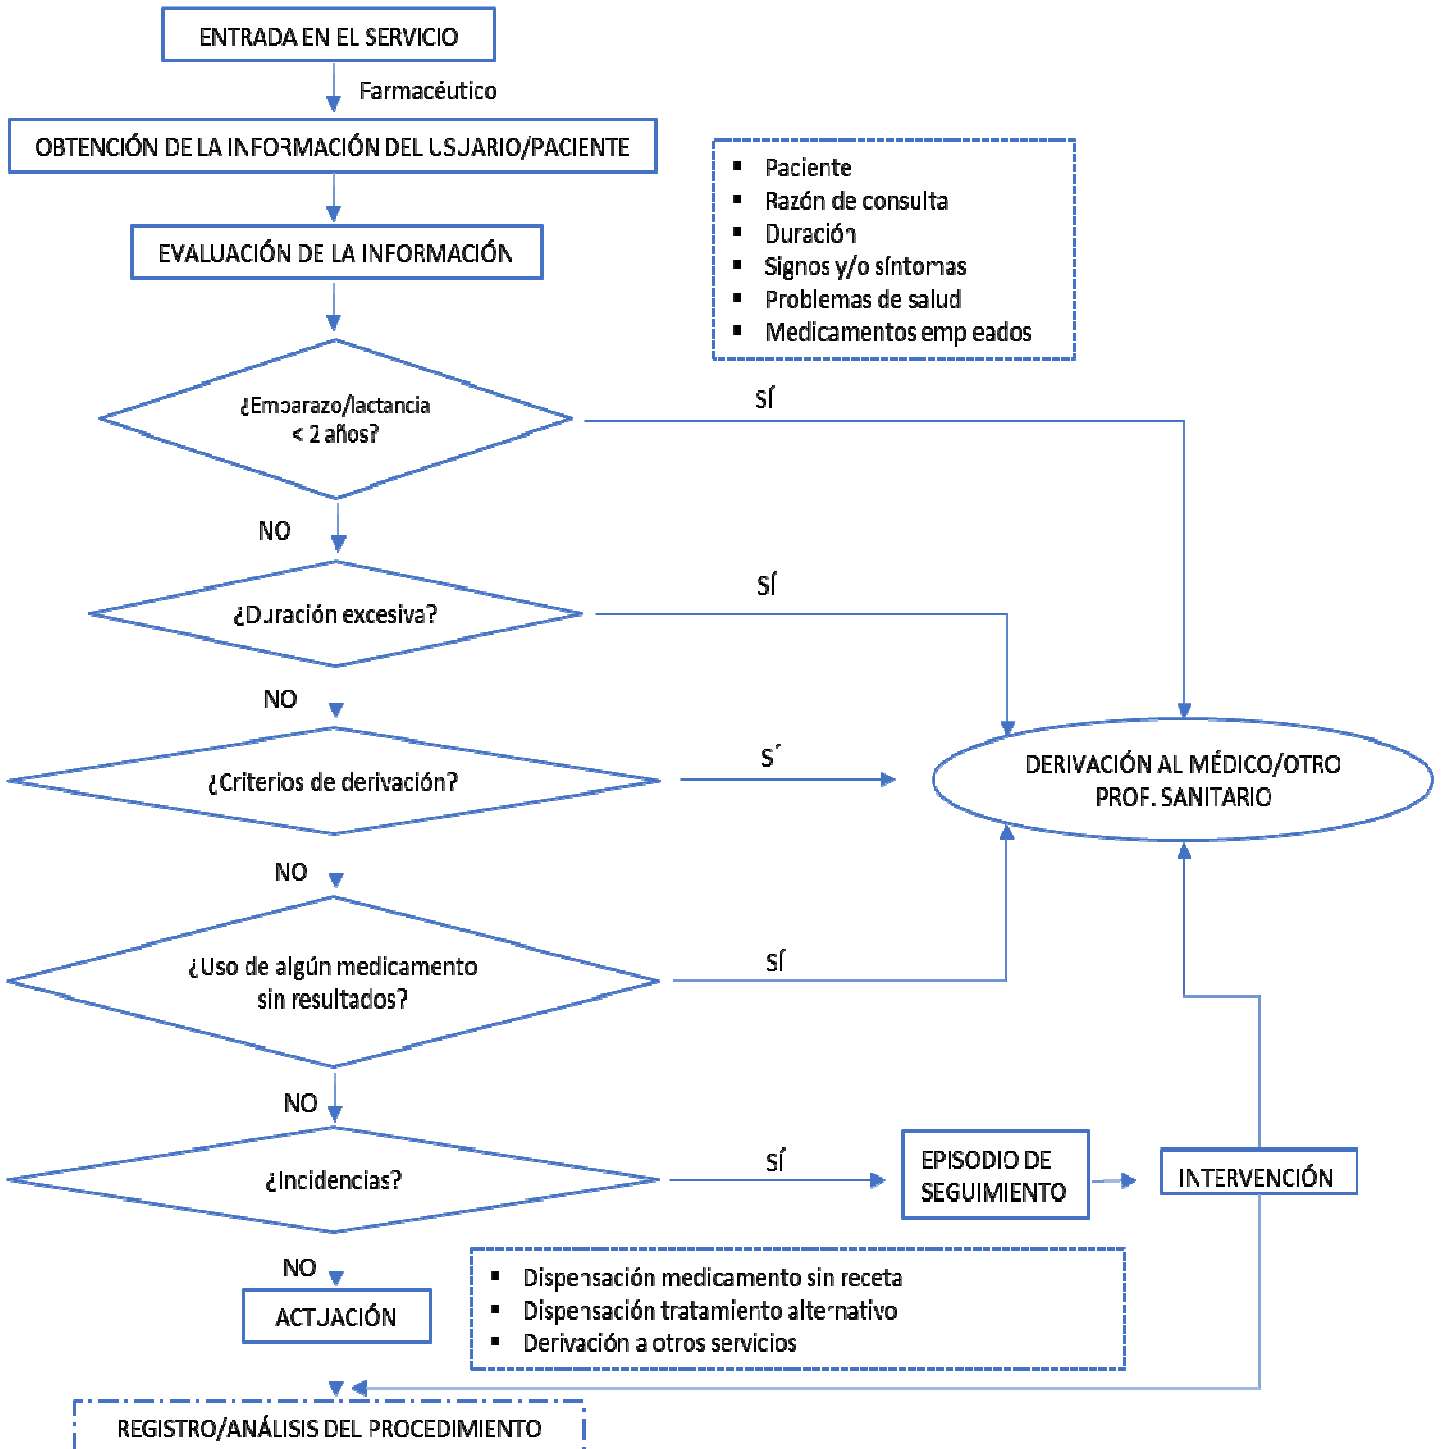 ENTRADA EN EL SERVICIO
Farmacéutico
OBTENCIÓN DE LA INFORMACIÓN DEL USUARIO/PACIENTE
EVALUACIÓN DE LA INFORMACIÓN
▪ Paciente
▪ Razón de consulta
▪ Duración
▪ Signos y/o síntomas
▪ Problemas de salud
▪ Medicamentos empleados
¿Embarazo/lactancia
< 2 años?
SÍ
NO
¿Duración excesiva?
SÍ
NO
¿Criterios de derivación?
SÍ
DERIVACIÓN AL MÉDICO/OTRO
PROF. SANITARIO
NO
¿Uso de algún medicamento
sin resultados?
SÍ
NO
¿Incidencias?
SÍ
EPISODIO DE
SEGUIMIENTO
INTERVENCIÓN
NO
ACTUACIÓN
▪ Dispensación medicamento sin receta
▪ Dispensación tratamiento alternativo
▪ Derivación a otros servicios
REGISTRO/ANÁLISIS DEL PROCEDIMIENTO